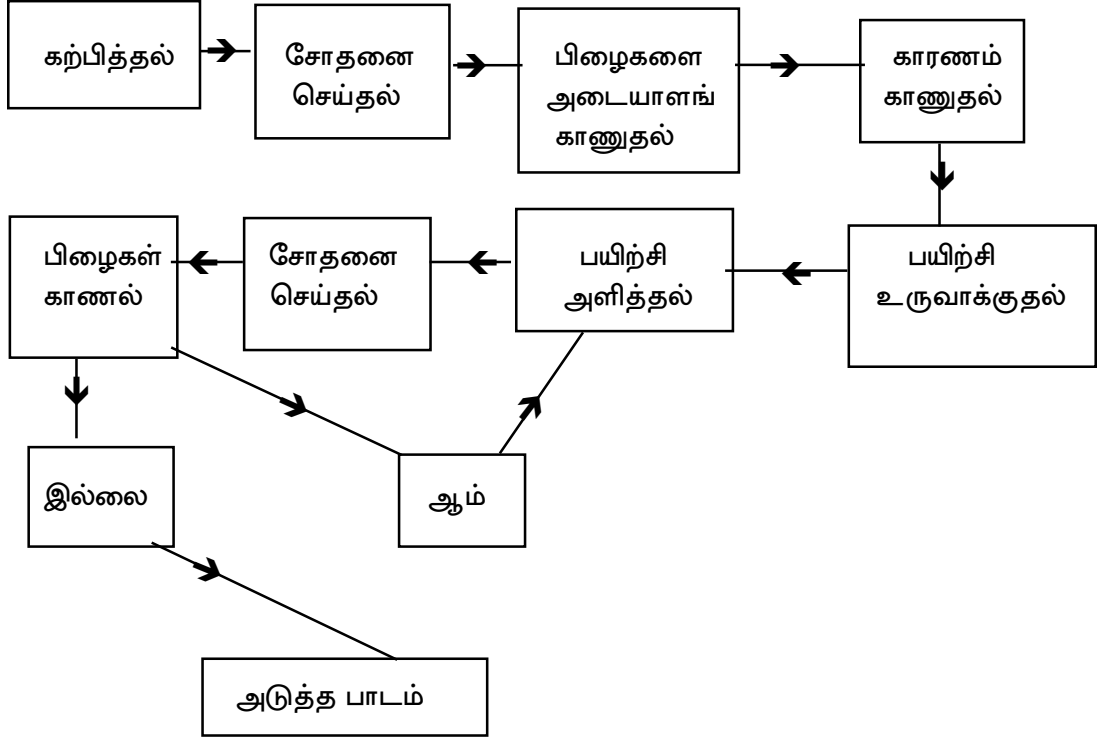 கற்பித்தல்
சோதனை
செய்தல்
பிழைகளை
அடையாளங்
காணுதல்
காரணம்
காணுதல்
பயிற்சி
உருவாக்குதல்
பயிற்சி
அளித்தல்
சோதனை
செய்தல்
பிழைகள்
காணல்
இல்லை
ஆம்
அடுத்த பாடம்